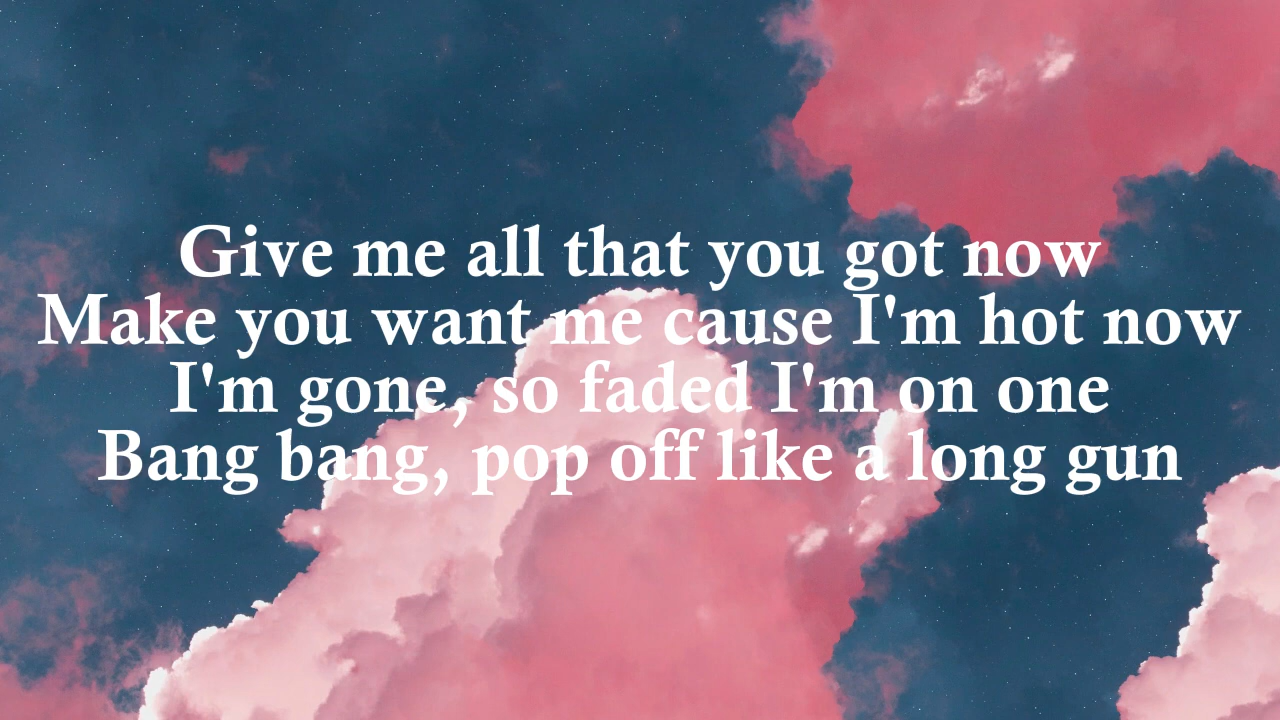 Give me all that you got now
Make you want me cause I'm hot now
I'm gone, so faded I'm on one
Bang bang, pop off like a long gun